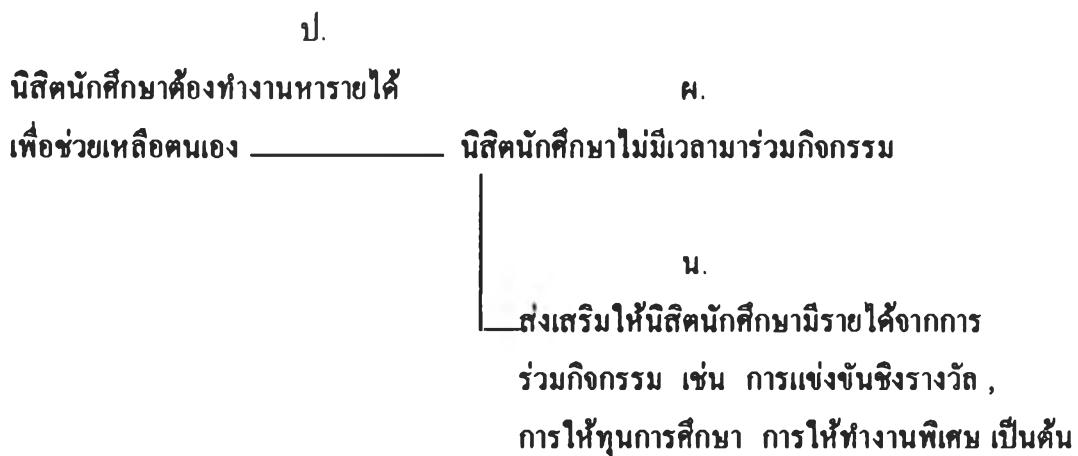 ป.
นิสิตนักศึกษาต้องทำงานหารายได้
ผ.
เพื่อช่วยเหลือตนเอง นิสิตนักศึกษาไม่มีเวลามาร่วมกิจกรรม
น.
ส่งเสริมให้นิสิตนักศึกษามีรายได้จากการ
ร่วมกิจกรรม เช่น การแข่งขันชิงรางวัล ,
การให้ทุนการศึกษา การให้ทำงานพิเศษ เป็นต้น